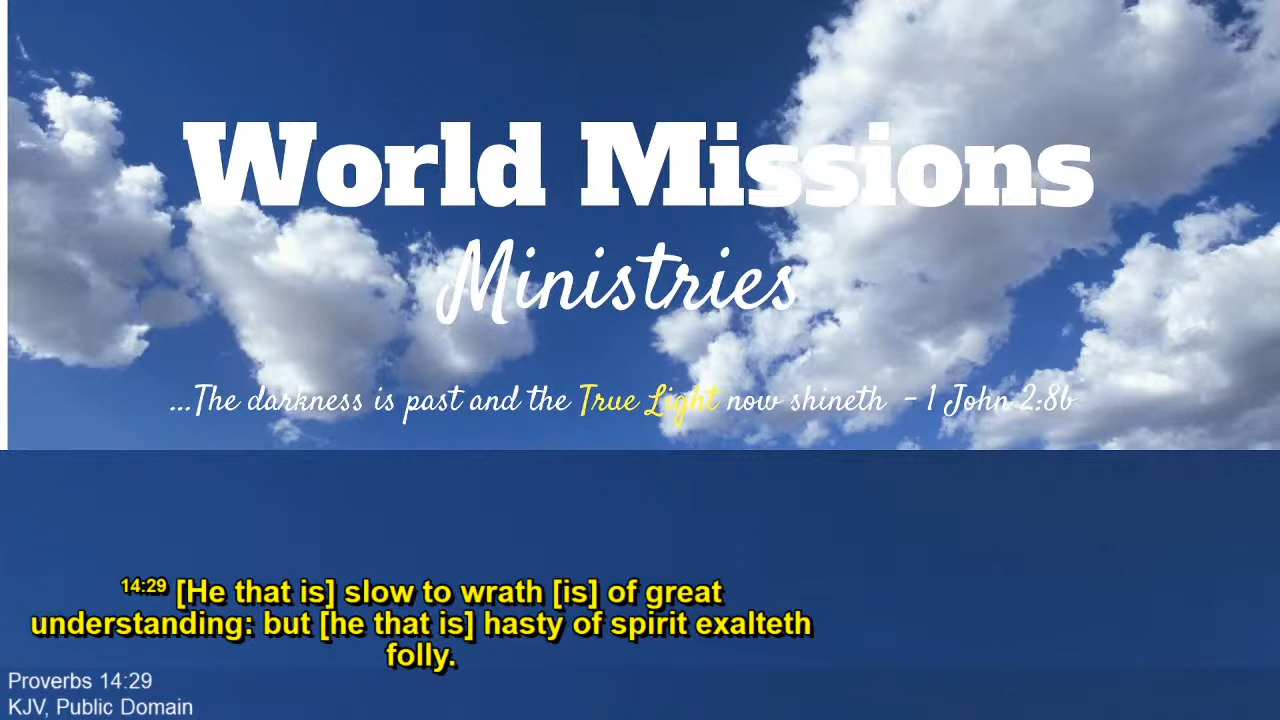 World Missions
Ministries
...The darkness is past and the True Light now shineth - 1 John 2:8b
14:29 [He that is] slow to wrath [is] of great
understanding: but [he that is] hasty of spirit exalteth
folly.
Proverbs 14:29
KJV, Public Domain